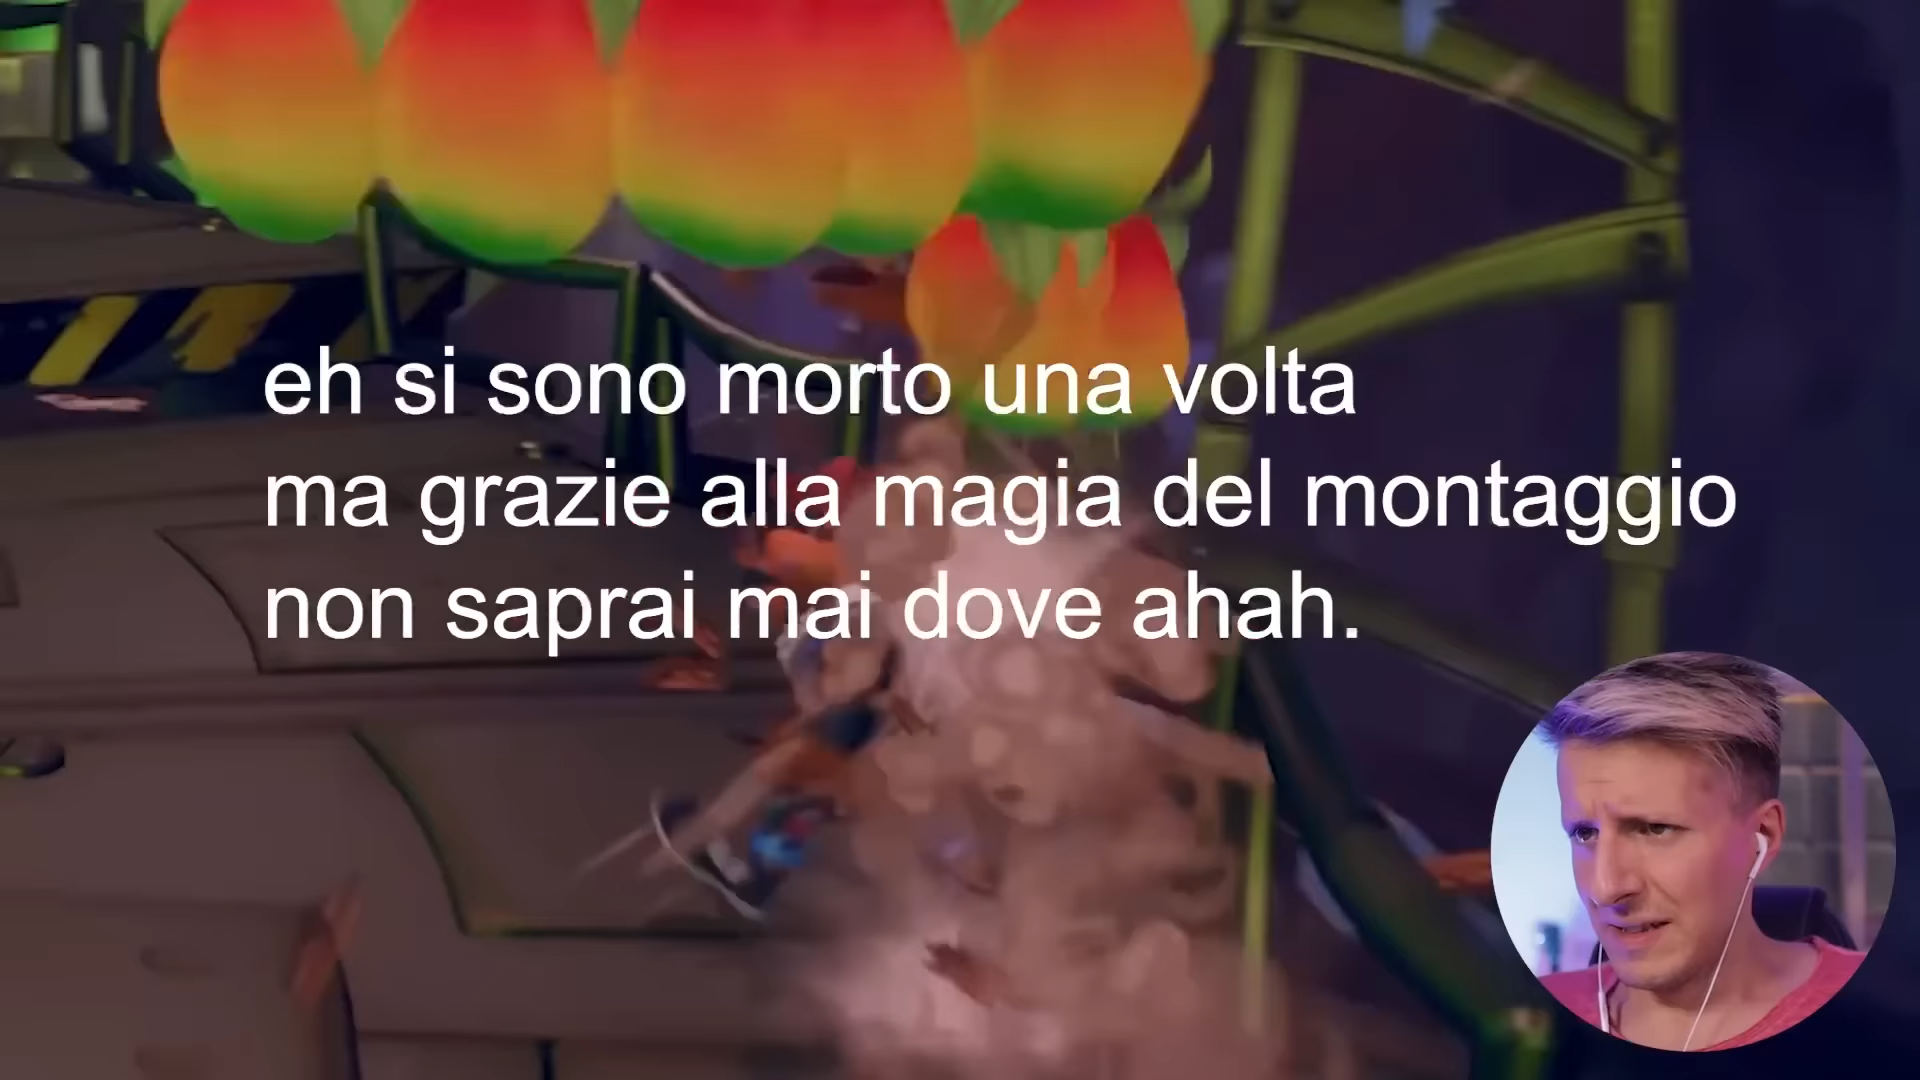 eh si sono morto una volta
ma grazie alla magia del montaggio
non saprai mai dove ahah.